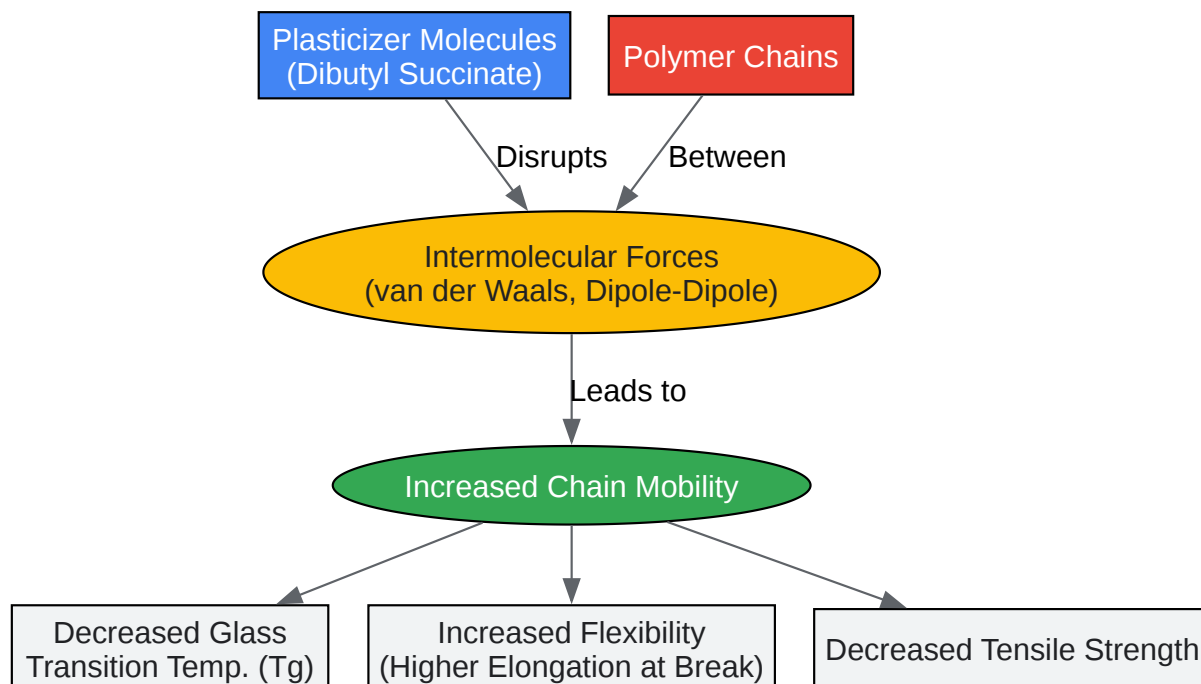 Plasticizer Molecules
(Dibutyl Succinate)
Polymer Chains
Disrupts
Between
Intermolecular Forces
(van der Waals, Dipole-Dipole)
Leads to
Increased Chain Mobility
Decreased Glass
Transition Temp. (Tg)
Increased Flexibility
(Higher Elongation at Break)
Decreased Tensile Strength